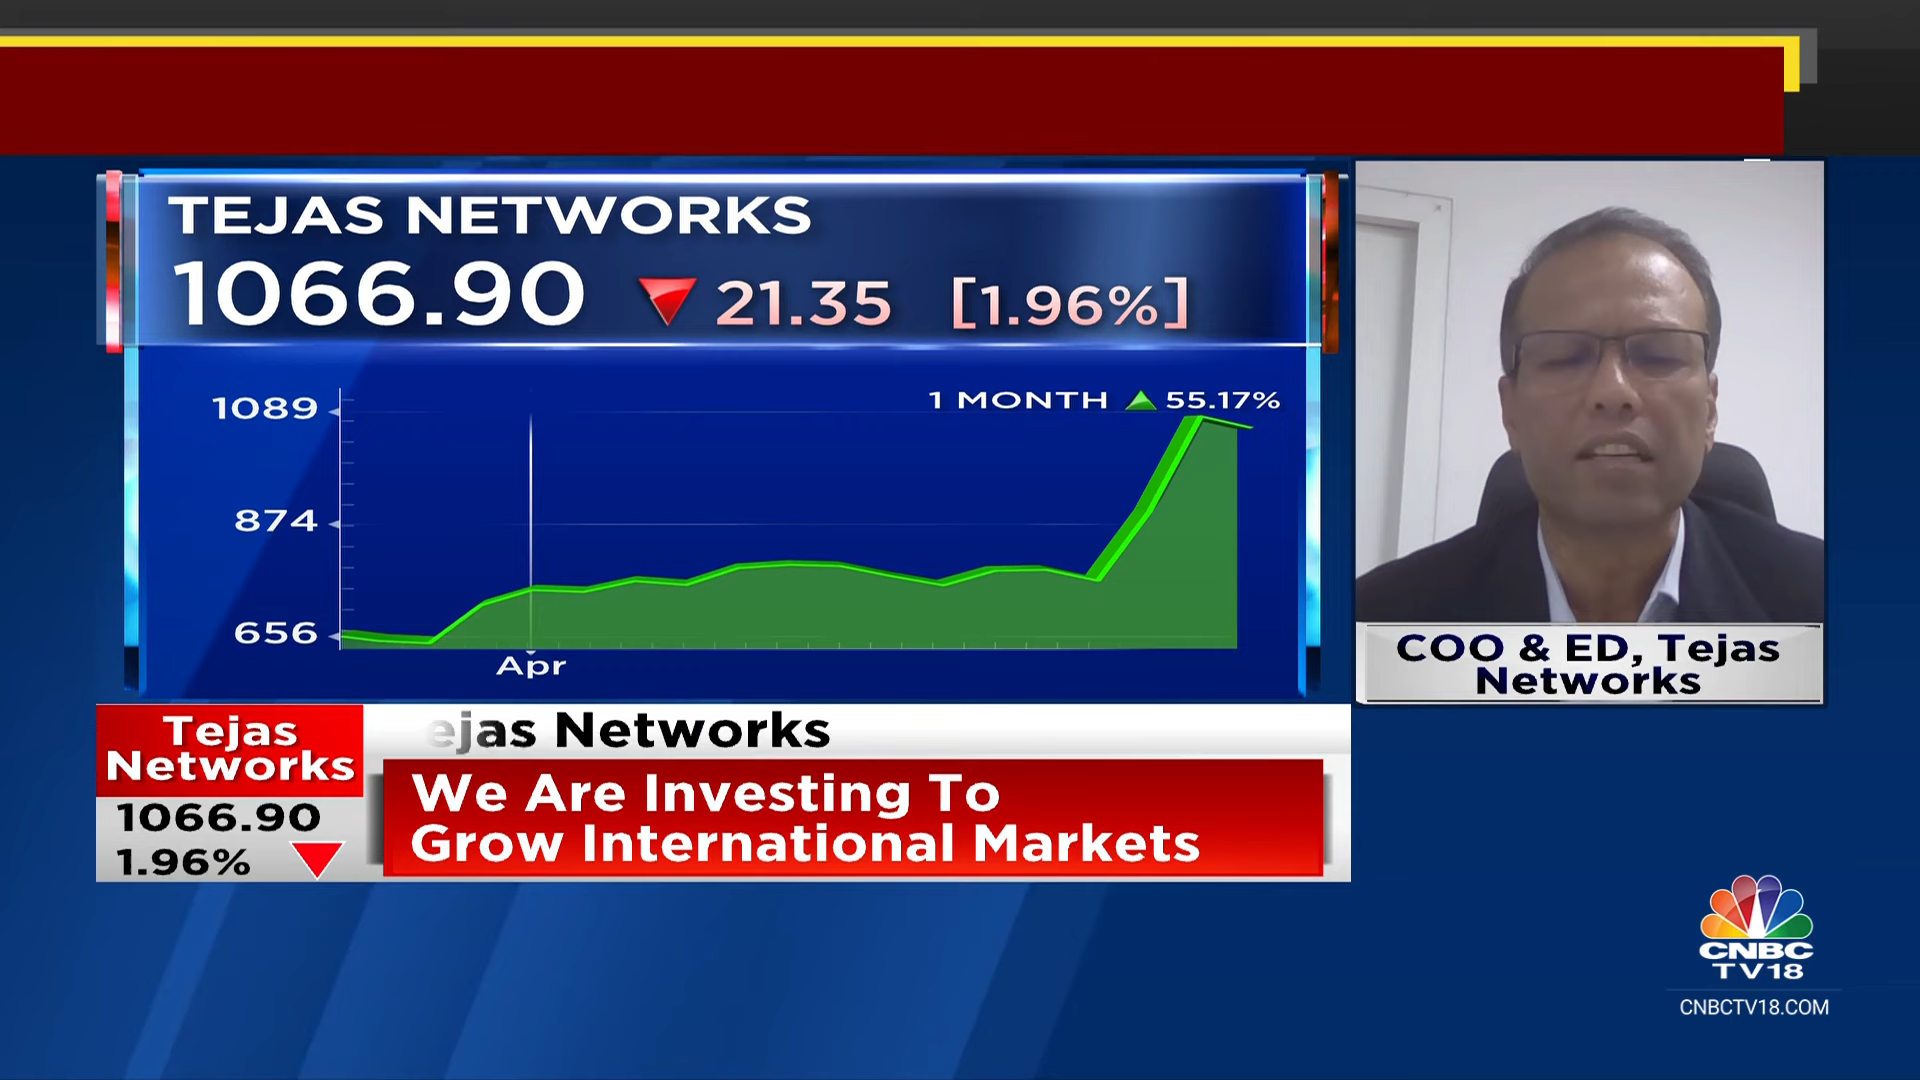 TEJAS NETWORKS
1066.90 ▼ 21.35 [1.96%]
1 MONTH ▲ 55.17%
1089
874
656
Apr
COO & ED, Tejas
Networks
Tejas
Networks
1066.90
1.96% ▼
ejas Networks
We Are Investing To
Grow International Markets
CNBC
TV18
CNBCTV18.COM